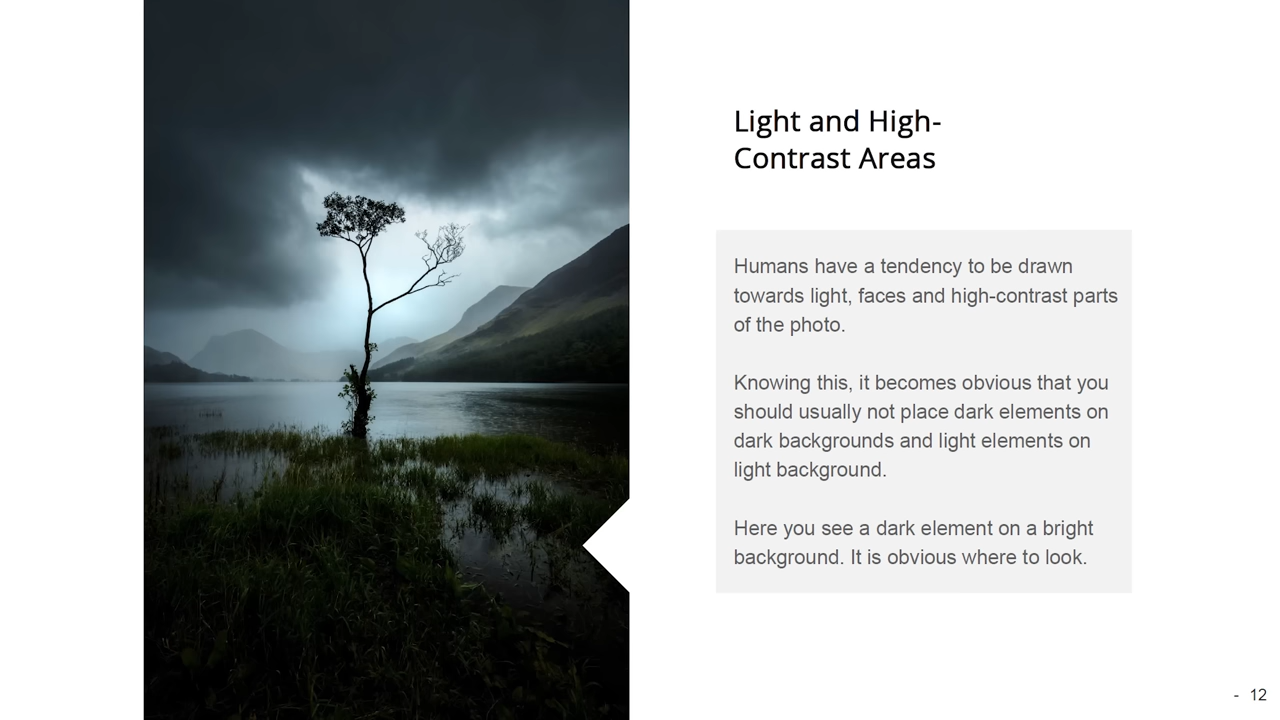 Light and High-
Contrast Areas
Humans have a tendency to be drawn
towards light, faces and high-contrast parts
of the photo.
Knowing this, it becomes obvious that you
should usually not place dark elements on
dark backgrounds and light elements on
light background.
Here you see a dark element on a bright
background. It is obvious where to look.
- 12